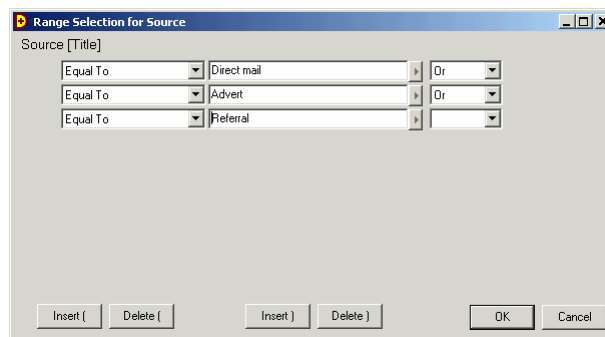 Range Selection for Source
Source [Title]
Equal To Direct mail Or
Equal To Advert Or
Equal To Referral
Insert ( Delete ( Insert ) Delete ) OK Cancel